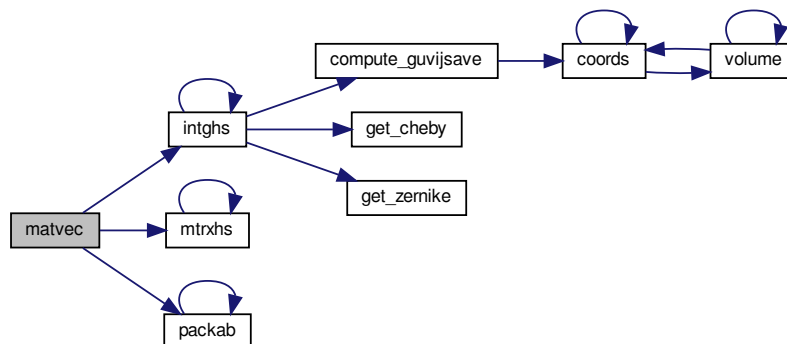 compute_guvijsave
coords
volume
intghs
get_cheby
get_zernike
matvec
mtrxhs
packab